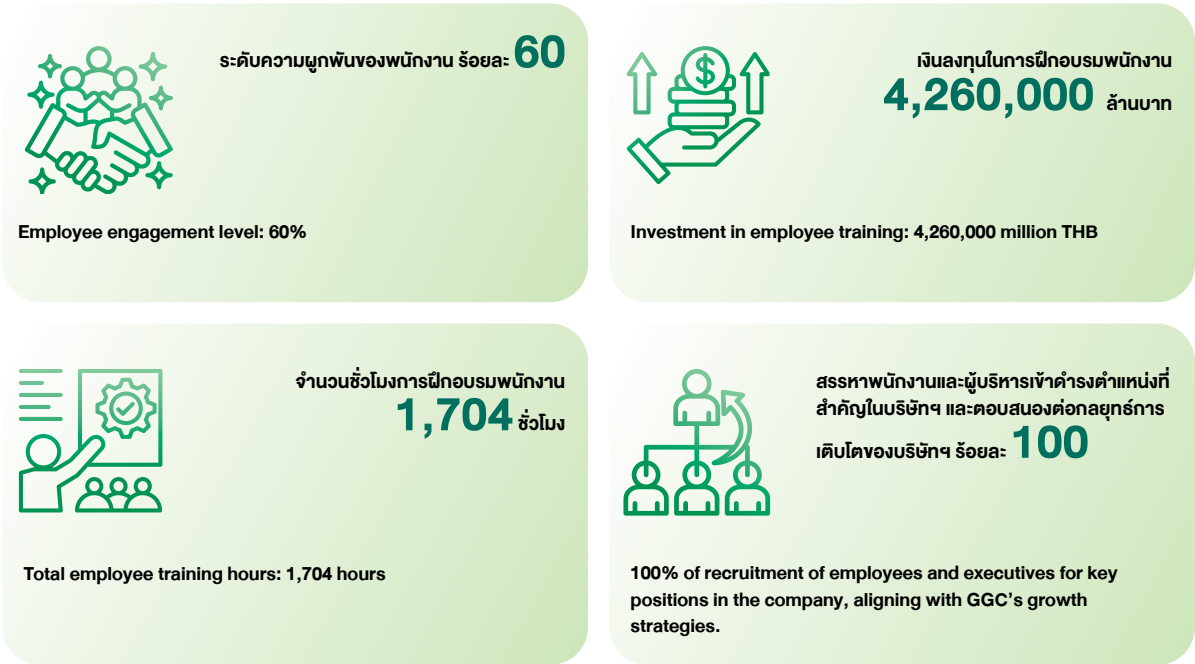 ระดับความผูกพันของพนักงาน ร้อยละ 60
Employee engagement level: 60%
เงินลงทุนในการฝึกอบรมพนักงาน
4,260,000 ล้านบาท
Investment in employee training: 4,260,000 million THB
จำนวนชั่วโมงการฝึกอบรมพนักงาน
1,704 ชั่วโมง
Total employee training hours: 1,704 hours
สรรหาพนักงานและผู้บริหารเข้าดำรงตำแหน่งที่
สำคัญในบริษัทฯ และตอบสนองต่อกลยุทธ์การ
เติบโตของบริษัทฯ ร้อยละ 100
100% of recruitment of employees and executives for key
positions in the company, aligning with GGC's growth
strategies.